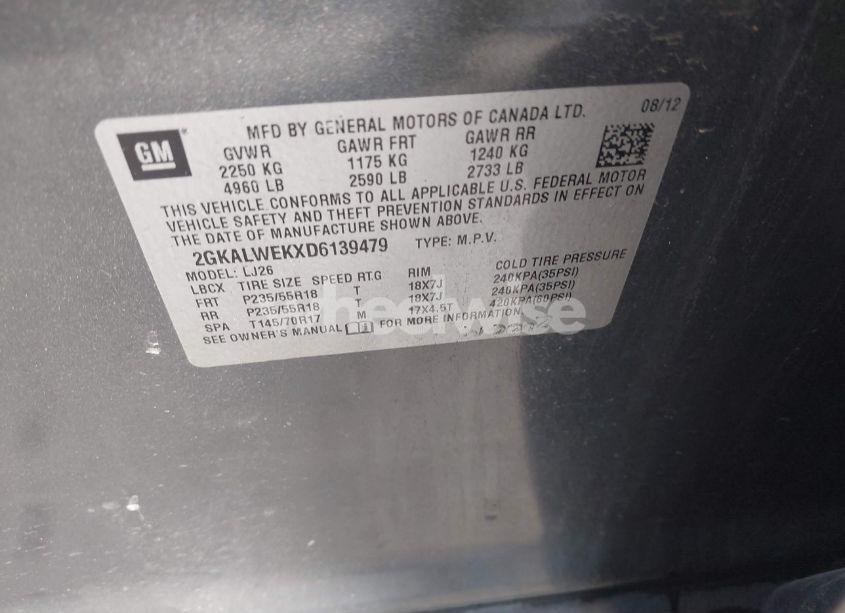 GM
MFD BY GENERAL MOTORS OF CANADA LTD. 08/12
GVWR GAWR FRT GAWR RR
2250 KG 1175 KG 1240 KG
4960 LB 2590 LB 2733 LB
THIS VEHICLE CONFORMS TO ALL APPLICABLE U.S. FEDERAL MOTOR
VEHICLE SAFETY AND THEFT PREVENTION STANDARDS IN EFFECT ON
THE DATE OF MANUFACTURE SHOWN ABOVE.
2GKALWEKXD6139479 TYPE: M.P.V.
MODEL: LJ26
LBCX TIRE SIZE SPEED RTG RIM COLD TIRE PRESSURE
FRT P235/55R18 T 18X7J 240KPA(35PSI)
RR P235/55R18 T 18X7J 240KPA(35PSI)
SPA T145/70R17 M 17X4.5T 420KPA(60PSI)
SEE OWNER'S MANUAL FOR MORE INFORMATION.